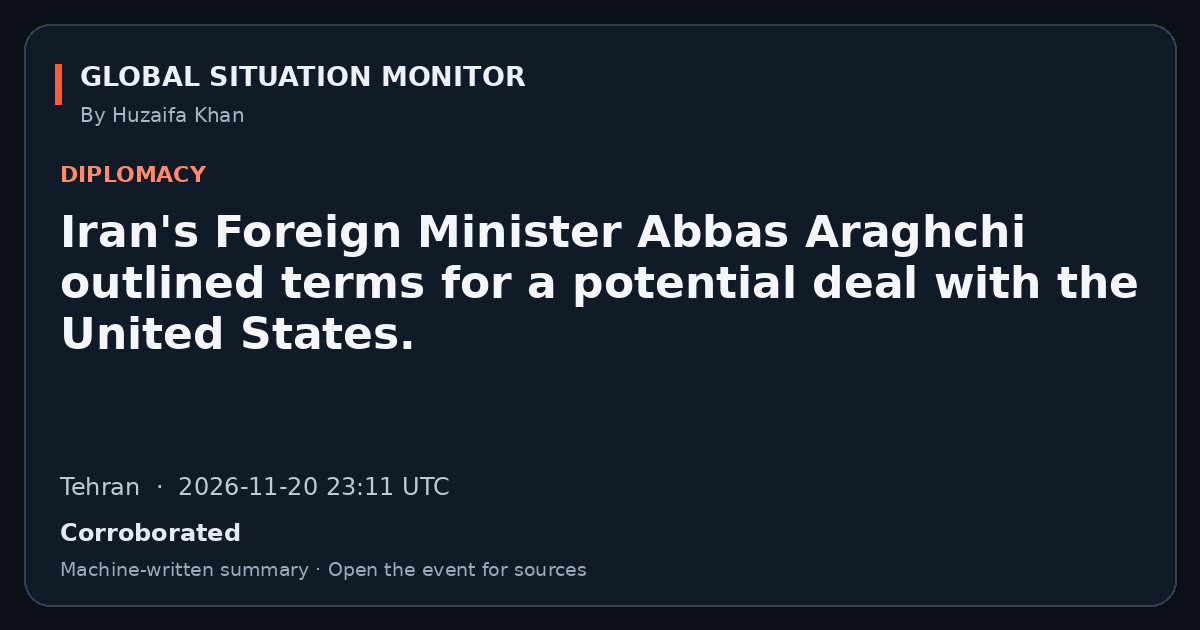 GLOBAL SITUATION MONITOR
By Huzaifa Khan
DIPLOMACY
Iran's Foreign Minister Abbas Araghchi
outlined terms for a potential deal with the
United States.
Tehran · 2026-11-20 23:11 UTC
Corroborated
Machine-written summary · Open the event for sources